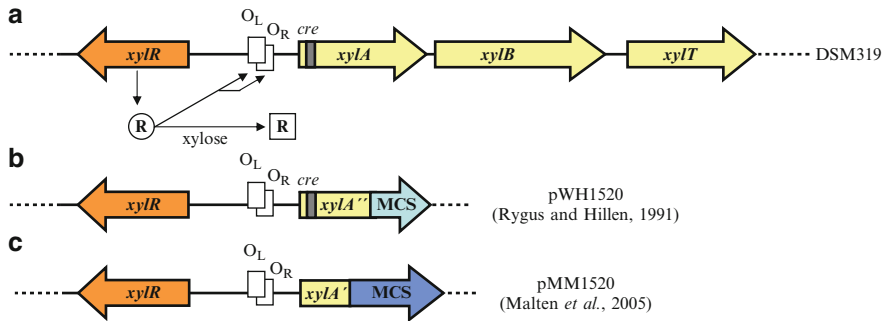 a
O_L
O_R
cre
xylR
xylA
xylB
xylT
DSM319
R
xylose
R
b
O_L
O_R
cre
xylR
xylA´´
MCS
pWH1520
(Rygus and Hillen, 1991)
c
O_L
O_R
xylR
xylA´
MCS
pMM1520
(Malten et al., 2005)